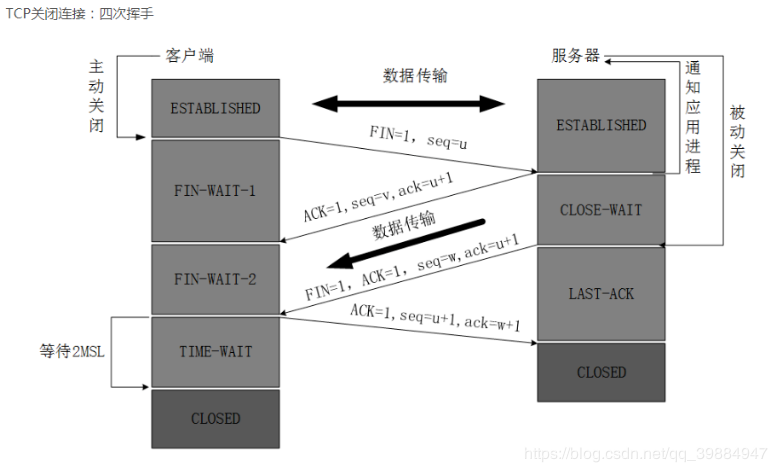 TCP关闭连接：四次挥手
客户端
服务器
主动关闭
数据传输
通知应用进程
被动关闭
ESTABLISHED
ESTABLISHED
FIN=1, seq=u
FIN-WAIT-1
ACK=1,seq=v,ack=u+1
CLOSE-WAIT
数据传输
FIN-WAIT-2
FIN=1, ACK=1, seq=w,ack=u+1
LAST-ACK
ACK=1,seq=u+1,ack=w+1
等待2MSL
TIME-WAIT
CLOSED
CLOSED
https://blog.csdn.net/qq_39884947